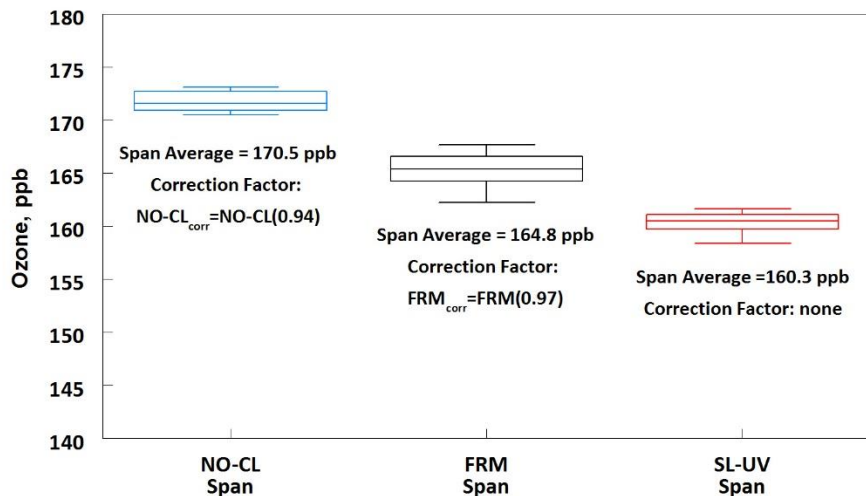 180
175
170
165
160
155
150
145
140
Ozone, ppb
Span Average = 170.5 ppb
Correction Factor:
NO-CLcorr=NO-CL(0.94)
Span Average = 164.8 ppb
Correction Factor:
FRMcorr=FRM(0.97)
Span Average =160.3 ppb
Correction Factor: none
NO-CL
Span
FRM
Span
SL-UV
Span